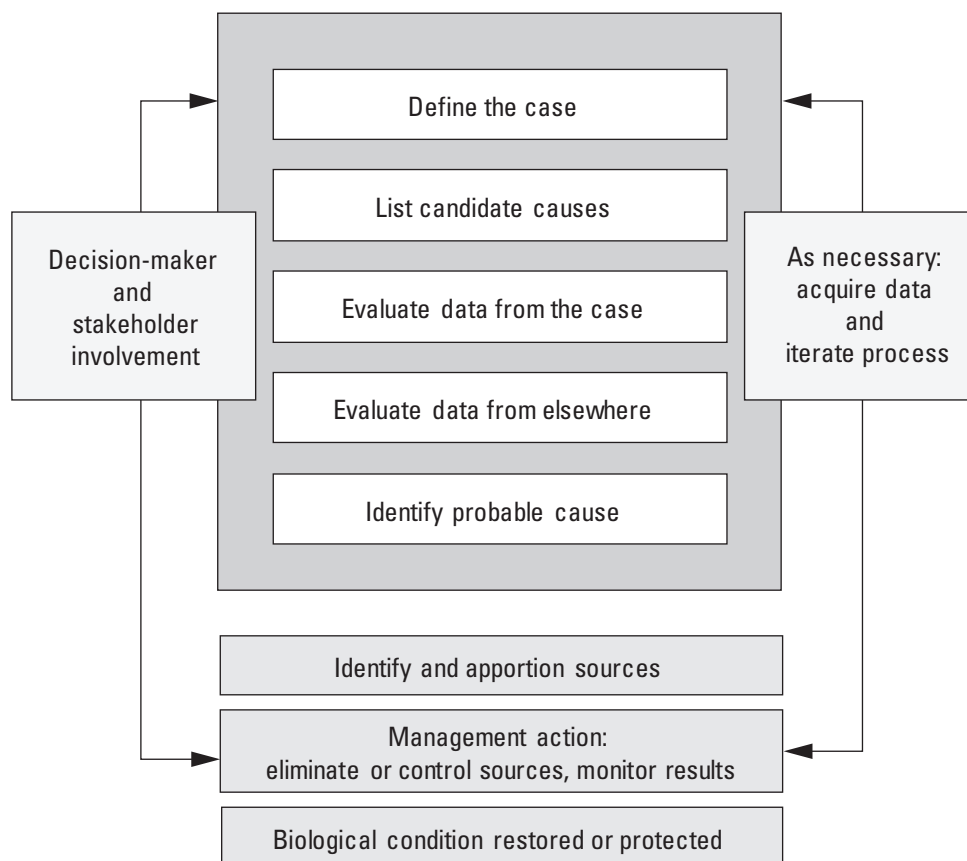 Define the case
List candidate causes
Decision-maker
and
stakeholder
involvement
As necessary:
acquire data
and
iterate process
Evaluate data from the case
Evaluate data from elsewhere
Identify probable cause
Identify and apportion sources
Management action:
eliminate or control sources, monitor results
Biological condition restored or protected